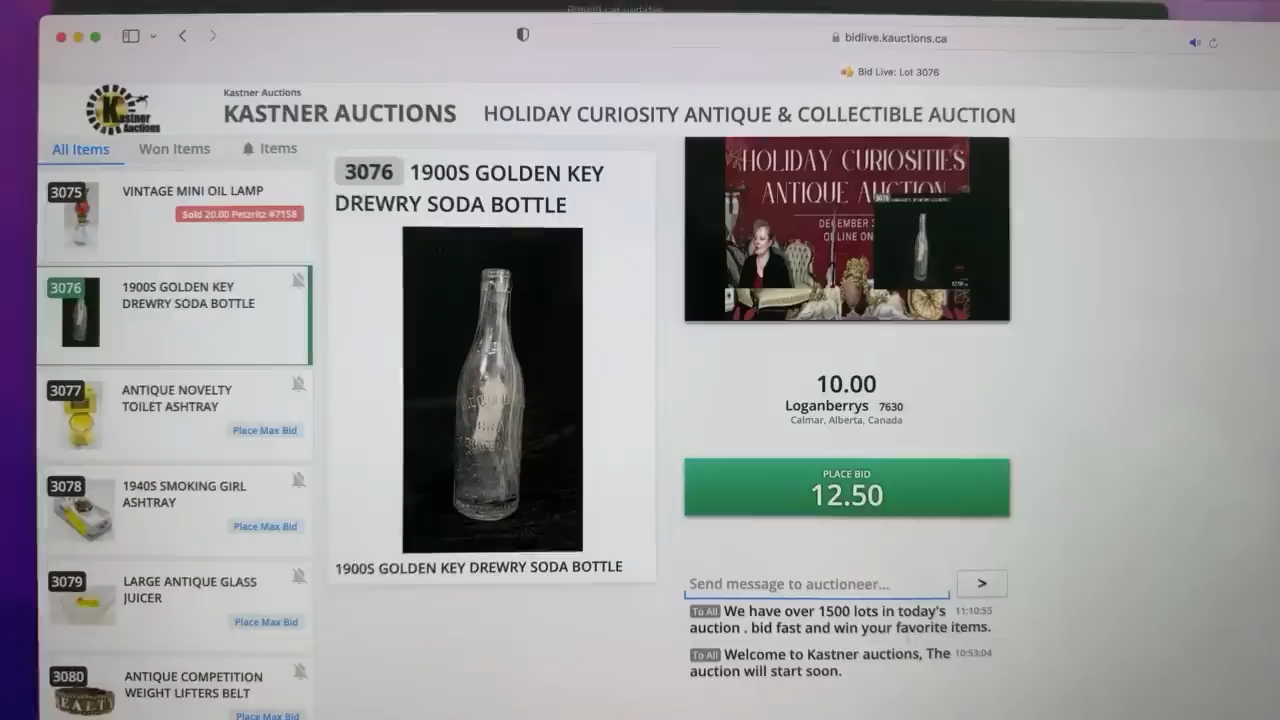 bidlive.kauctions.ca
Bid Live: Lot 3076
Kastner
Auctions
Kastner Auctions
KASTNER AUCTIONS
HOLIDAY CURIOSITY ANTIQUE & COLLECTIBLE AUCTION
All Items
Won Items
Items
3075
VINTAGE MINI OIL LAMP
Sold 20.00 Petzritz #7158
3076
1900S GOLDEN KEY
DREWRY SODA BOTTLE
3077
ANTIQUE NOVELTY
TOILET ASHTRAY
Place Max Bid
3078
1940S SMOKING GIRL
ASHTRAY
Place Max Bid
3079
LARGE ANTIQUE GLASS
JUICER
Place Max Bid
3080
ANTIQUE COMPETITION
WEIGHT LIFTERS BELT
Place Max Bid
3076 1900S GOLDEN KEY
DREWRY SODA BOTTLE
1900S GOLDEN KEY DREWRY SODA BOTTLE
HOLIDAY CURIOSITIES
ANTIQUE AUCTION
10.00
Loganberrys 7630
Calmar, Alberta, Canada
PLACE BID
12.50
Send message to auctioneer... >
To All We have over 1500 lots in today's 11:10:55
auction . bid fast and win your favorite items.
To All Welcome to Kastner auctions, The 10:53:04
auction will start soon.